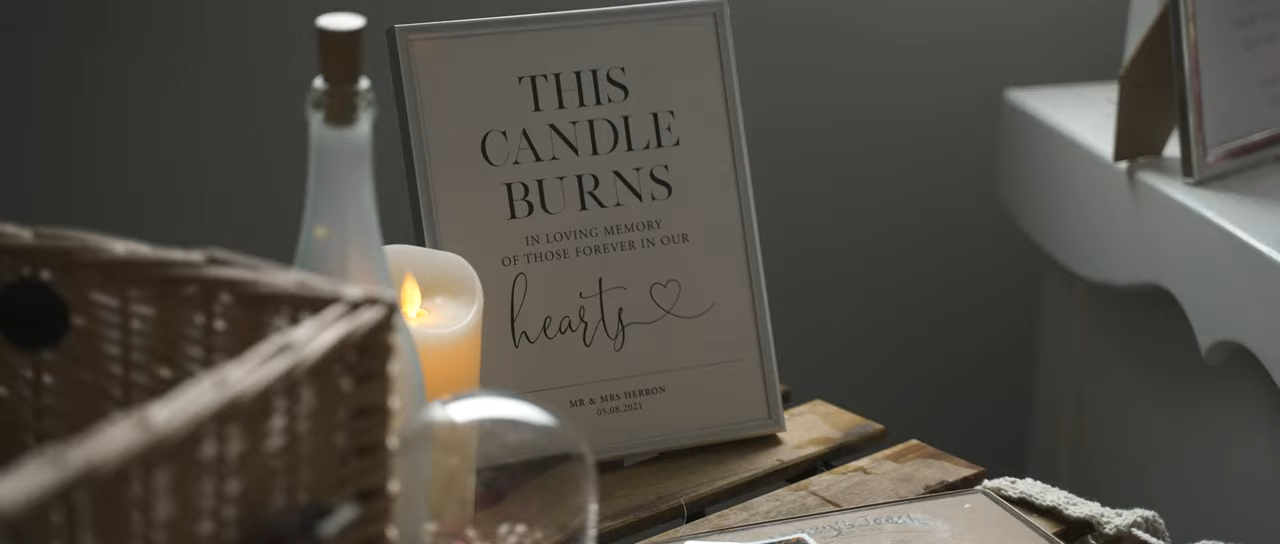 THIS
CANDLE
BURNS
IN LOVING MEMORY
OF THOSE FOREVER IN OUR
hearts
MR & MRS HERRON
05.08.2021